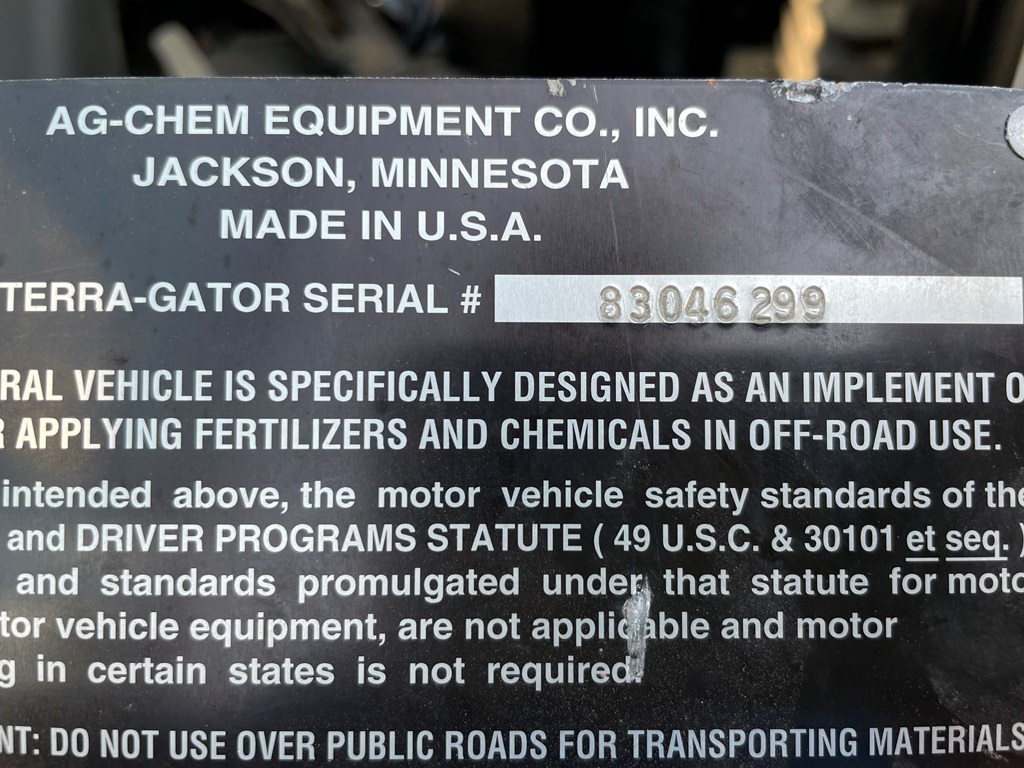 AG-CHEM EQUIPMENT CO., INC.
JACKSON, MINNESOTA
MADE IN U.S.A.
TERRA-GATOR SERIAL # 83046299
RAL VEHICLE IS SPECIFICALLY DESIGNED AS AN IMPLEMENT O
R APPLYING FERTILIZERS AND CHEMICALS IN OFF-ROAD USE.
intended above, the motor vehicle safety standards of the
and DRIVER PROGRAMS STATUTE ( 49 U.S.C. & 30101 et seq. )
and standards promulgated under that statute for moto
tor vehicle equipment, are not applicable and motor
g in certain states is not required.
NT: DO NOT USE OVER PUBLIC ROADS FOR TRANSPORTING MATERIALS